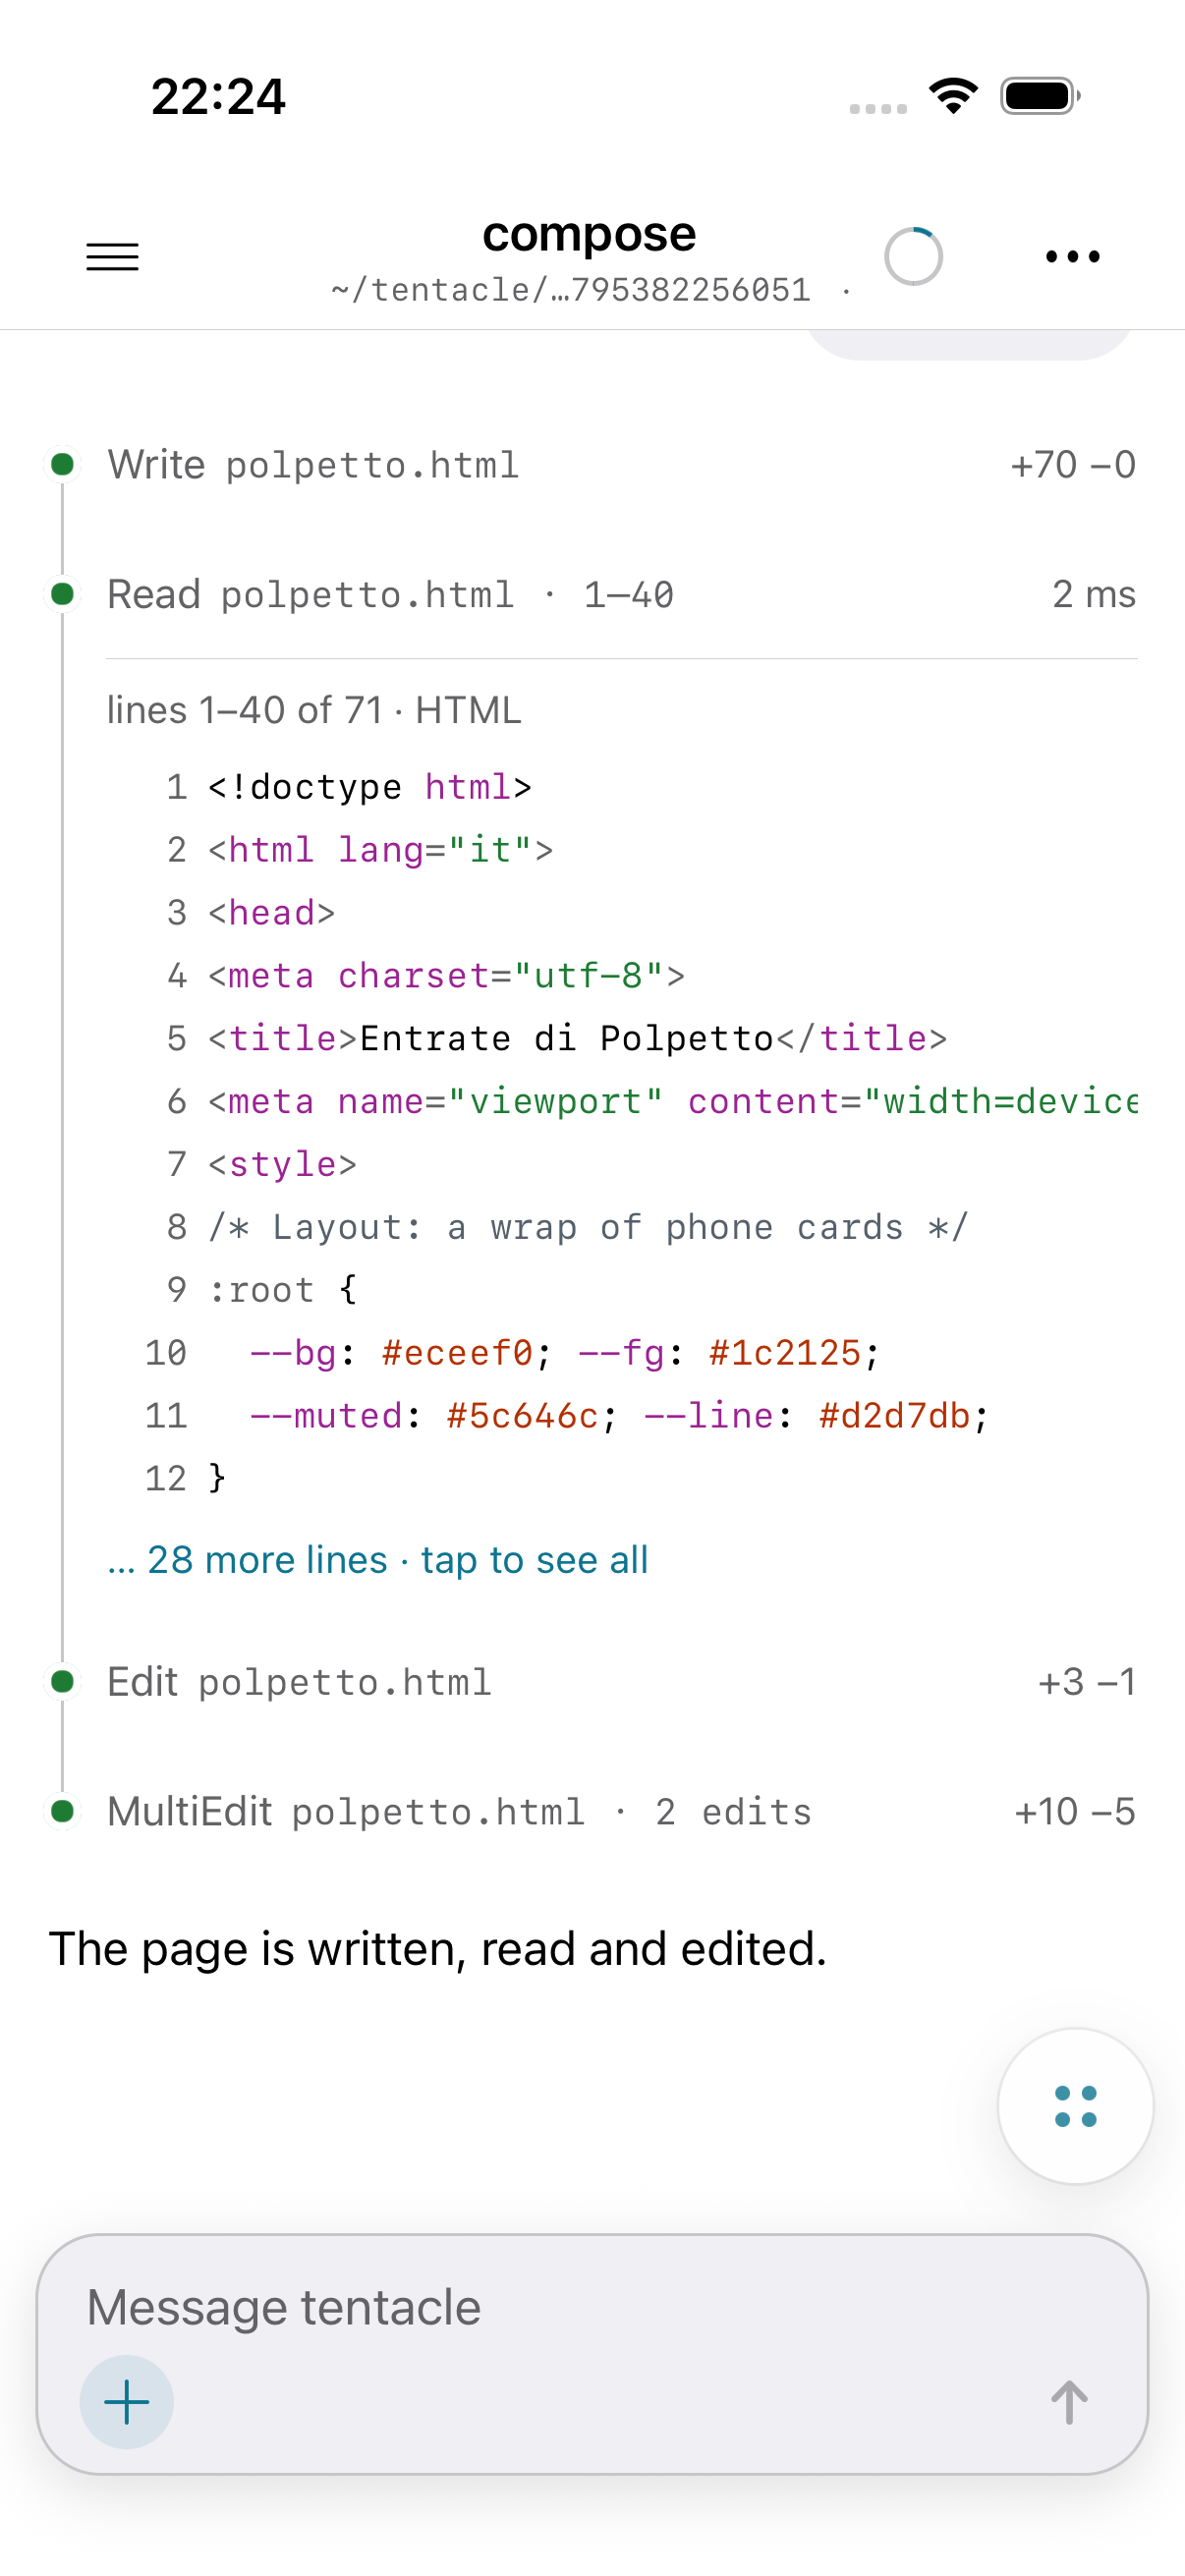 22:24
compose
~/tentacle/…795382256051 ·
Write polpetto.html +70 −0
Read polpetto.html · 1–40 2 ms
lines 1–40 of 71 · HTML
1 <!doctype html>
2 <html lang="it">
3 <head>
4 <meta charset="utf-8">
5 <title>Entrate di Polpetto</title>
6 <meta name="viewport" content="width=device
7 <style>
8 /* Layout: a wrap of phone cards */
9 :root {
10   --bg: #eceef0; --fg: #1c2125;
11   --muted: #5c646c; --line: #d2d7db;
12 }
... 28 more lines · tap to see all
Edit polpetto.html +3 −1
MultiEdit polpetto.html · 2 edits +10 −5
The page is written, read and edited.
Message tentacle